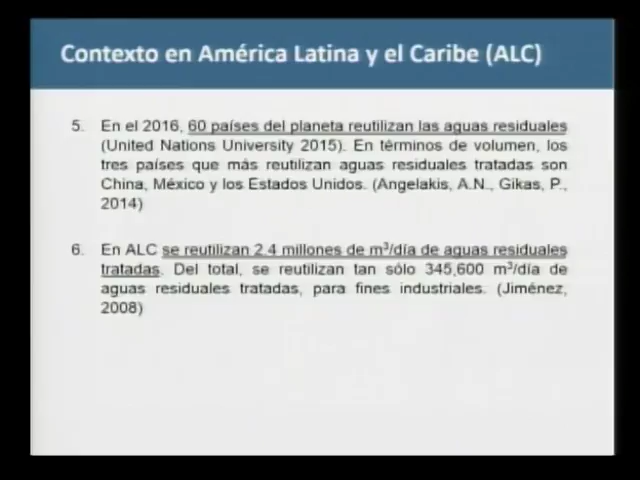 Contexto en América Latina y el Caribe (ALC)
5. En el 2016, 60 países del planeta reutilizan las aguas residuales
(United Nations University 2015). En términos de volumen, los
tres países que más reutilizan aguas residuales tratadas son
China, México y los Estados Unidos. (Angelakis, A.N., Gikas, P.,
2014)
6. En ALC se reutilizan 2.4 millones de m³/día de aguas residuales
tratadas. Del total, se reutilizan tan sólo 345,600 m³/día de
aguas residuales tratadas, para fines industriales. (Jiménez,
2008)